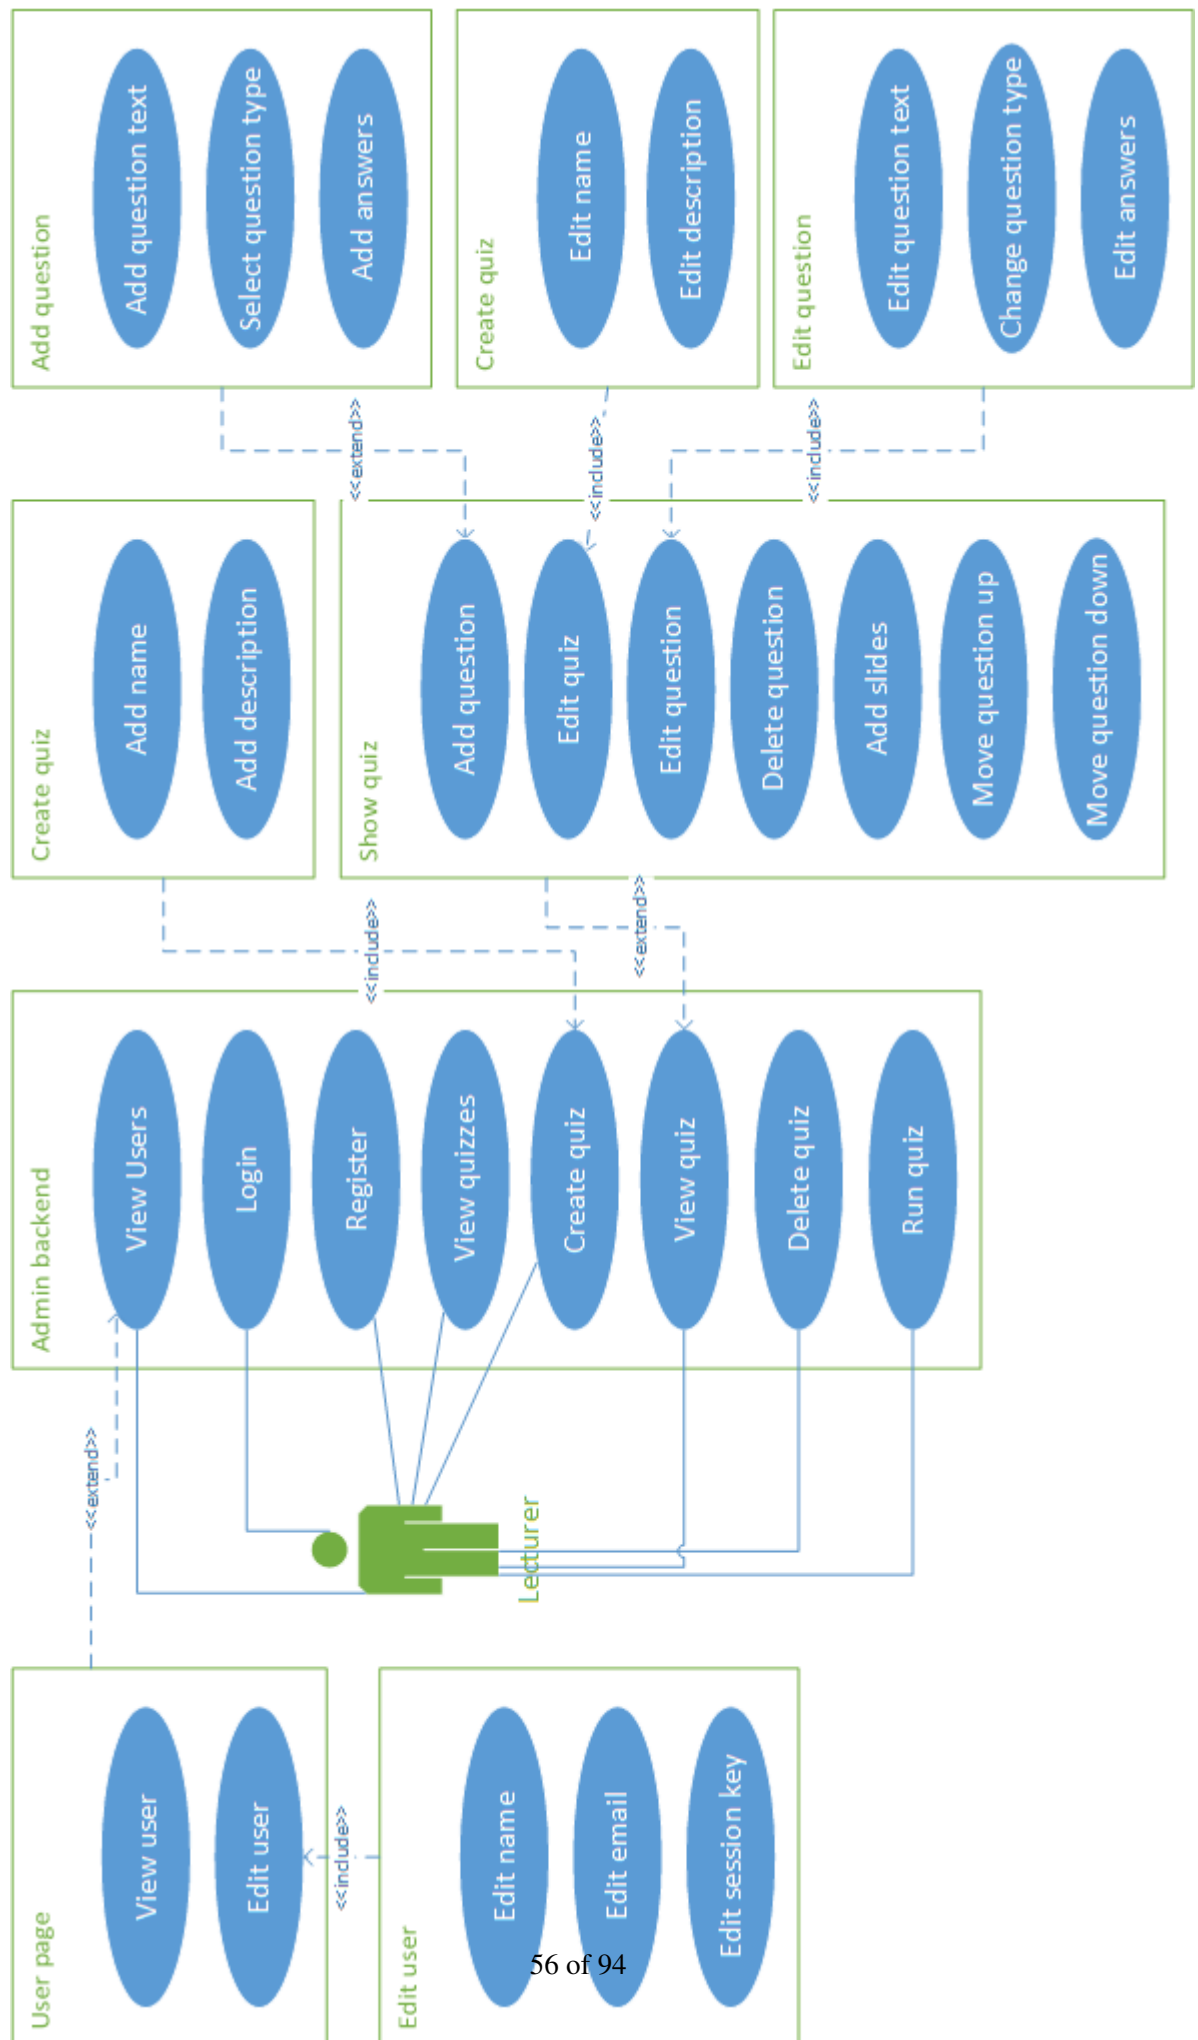 User page
View user
Edit user
<<include>>
Edit user
Edit name
Edit email
Edit session key
<<extend>>
Lecturer
Admin backend
View Users
Login
Register
View quizzes
Create quiz
View quiz
Delete quiz
Run quiz
<<include>>
<<extend>>
Create quiz
Add name
Add description
Show quiz
Add question
Edit quiz
Edit question
Delete question
Add slides
Move question up
Move question down
<<extend>>
<<include>>
<<include>>
Add question
Add question text
Select question type
Add answers
Create quiz
Edit name
Edit description
Edit question
Edit question text
Change question type
Edit answers
56 of 94